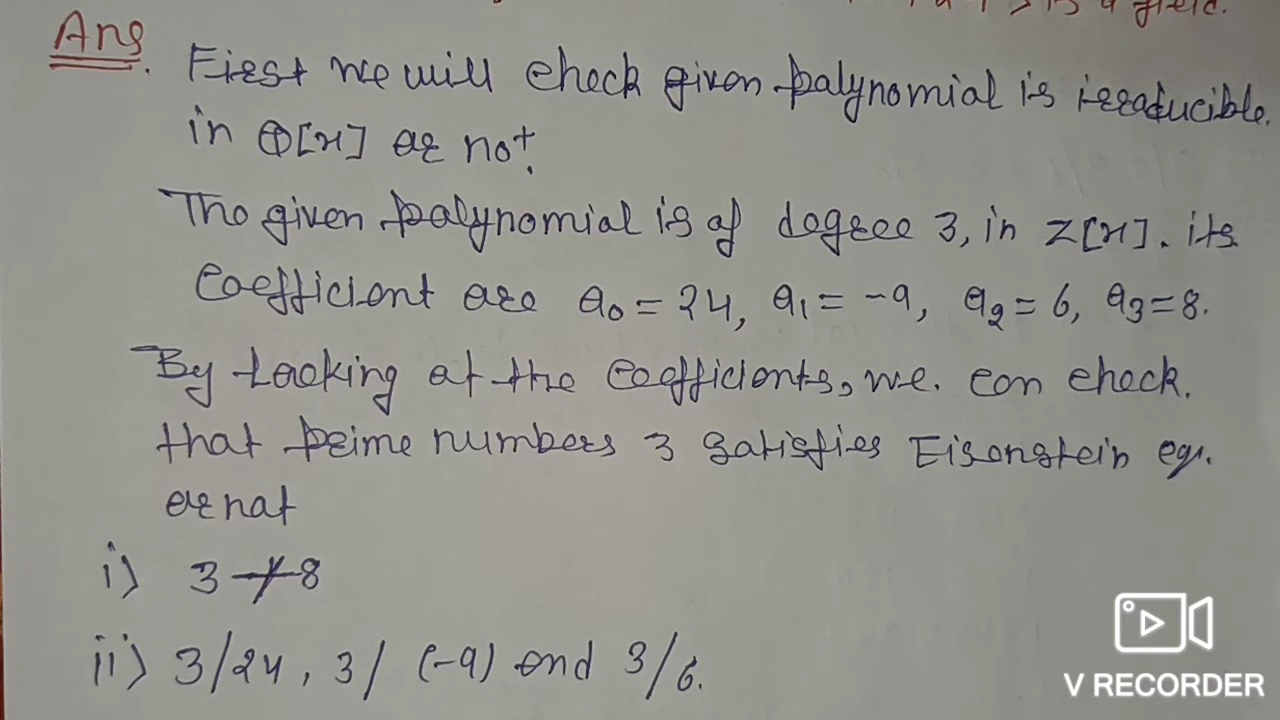 > is a field.
Ans.
First we will check given polynomial is irreducible
in Q[x] or not.
The given polynomial is of degree 3, in Z[x]. its
Coefficient are a₀ = 24, a₁ = -9, a₂ = 6, a₃ = 8.
By Looking at the Coefficients, we. can check.
that prime numbers 3 satisfies Eisenstein eqn.
or not
i) 3 ∤ 8
ii) 3/24, 3/ (-9) and 3/6.
V RECORDER